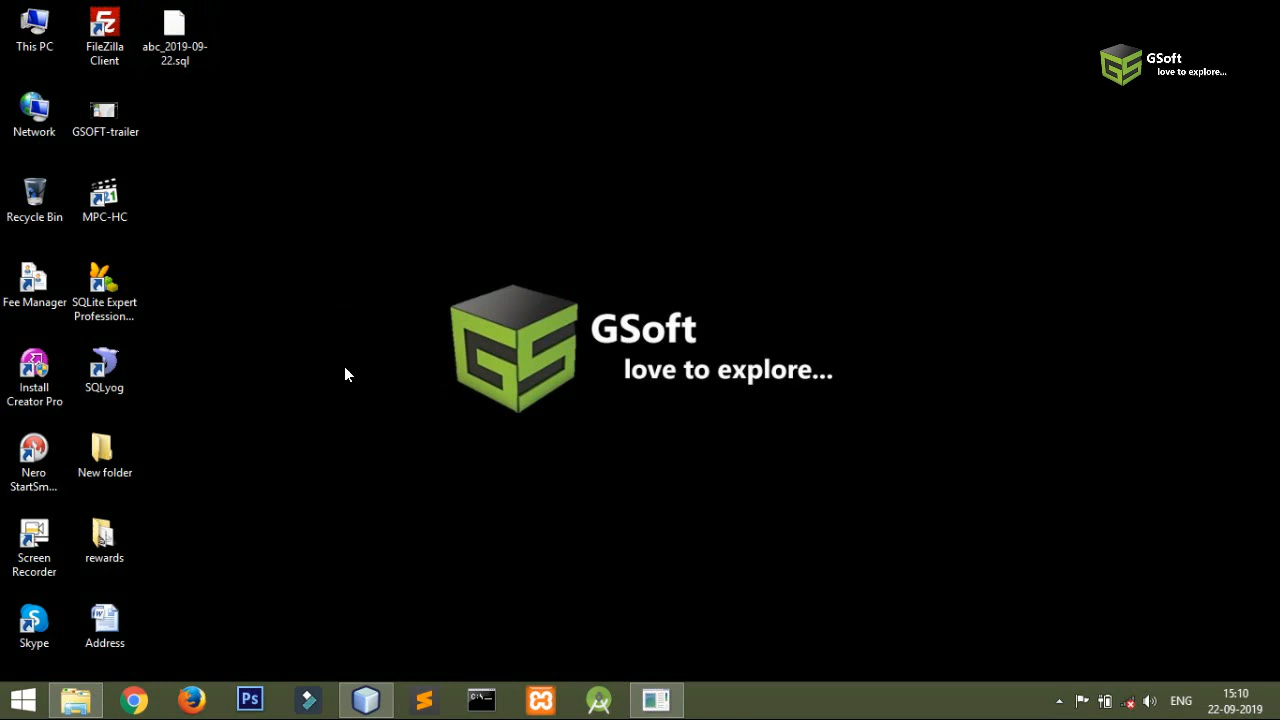 This PC
FileZilla
Client
abc_2019-09-
22.sql
GSoft
love to explore...
Network
GSOFT-trailer
Recycle Bin
MPC-HC
Fee Manager
SQLite Expert
Profession...
GSoft
love to explore...
Install
Creator Pro
SQLyog
Nero
StartSm...
New folder
Screen
Recorder
rewards
Skype
Address
Ps
C:\_
ENG
15:10
22-09-2019